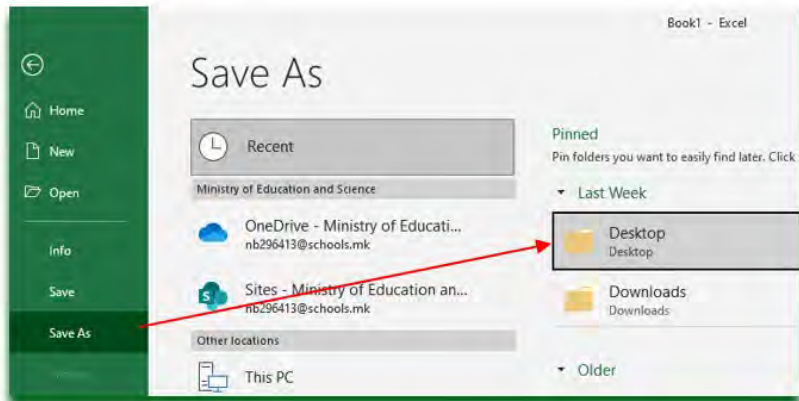 Book1 - Excel
Save As
Home
New
Open
Info
Save
Save As
Recent
Ministry of Education and Science
OneDrive - Ministry of Educati...
nb296413@schools.mk
Sites - Ministry of Education an...
nb296413@schools.mk
Other locations
This PC
Pinned
Pin folders you want to easily find later. Click
Last Week
Desktop
Desktop
Downloads
Downloads
Older